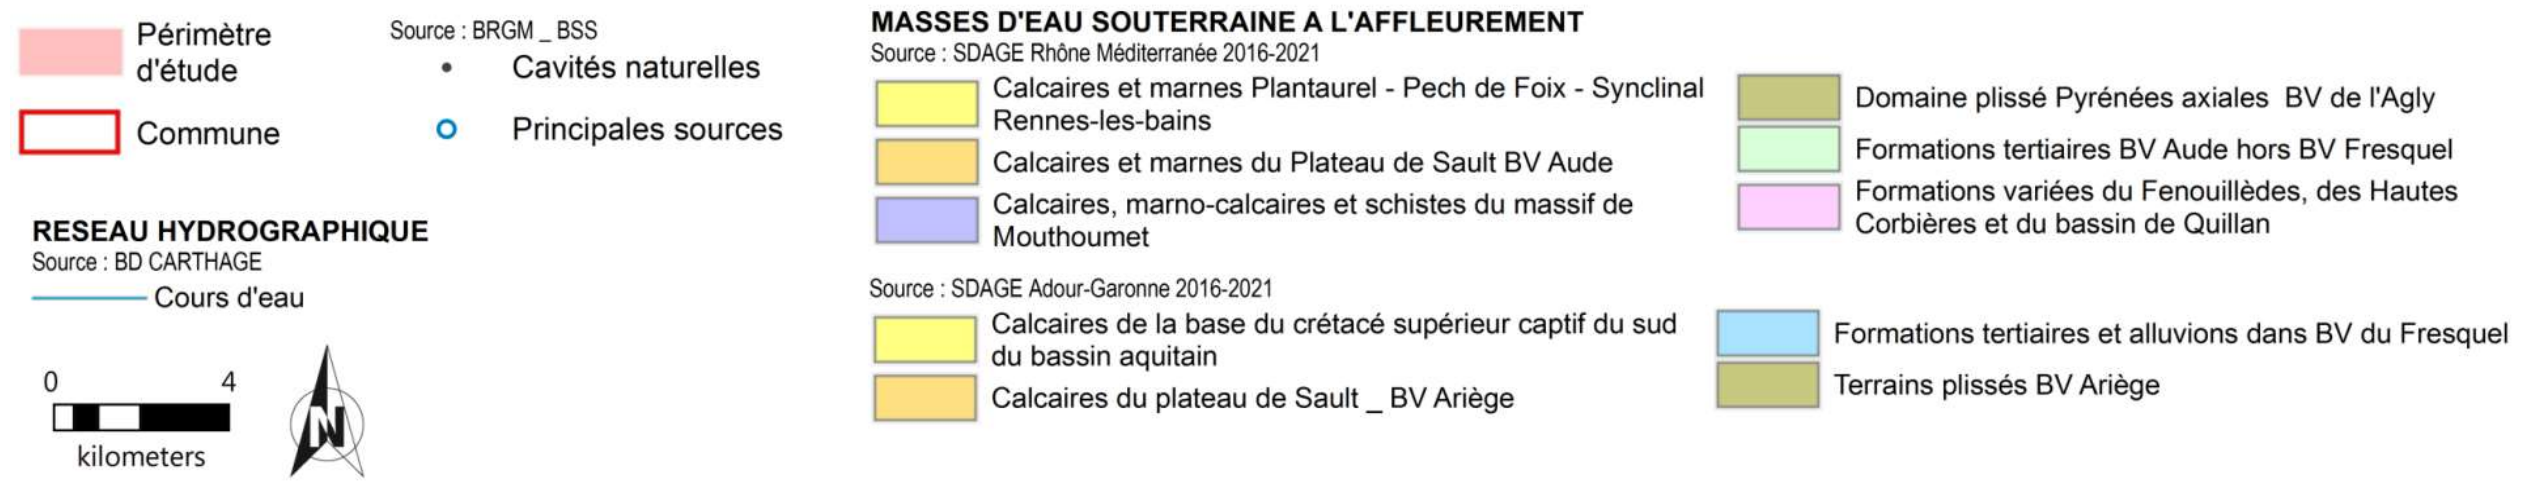 Périmètre
d'étude
Commune
Source : BRGM _ BSS
Cavités naturelles
Principales sources
RESEAU HYDROGRAPHIQUE
Source : BD CARTHAGE
Cours d'eau
0 4
kilometers
N
MASSES D'EAU SOUTERRAINE A L'AFFLEUREMENT
Source : SDAGE Rhône Méditerranée 2016-2021
Calcaires et marnes Plantaurel - Pech de Foix - Synclinal
Rennes-les-bains
Calcaires et marnes du Plateau de Sault BV Aude
Calcaires, marno-calcaires et schistes du massif de
Mouthoumet
Domaine plissé Pyrénées axiales BV de l'Agly
Formations tertiaires BV Aude hors BV Fresquel
Formations variées du Fenouillèdes, des Hautes
Corbières et du bassin de Quillan
Source : SDAGE Adour-Garonne 2016-2021
Calcaires de la base du crétacé supérieur captif du sud
du bassin aquitain
Calcaires du plateau de Sault _ BV Ariège
Formations tertiaires et alluvions dans BV du Fresquel
Terrains plissés BV Ariège